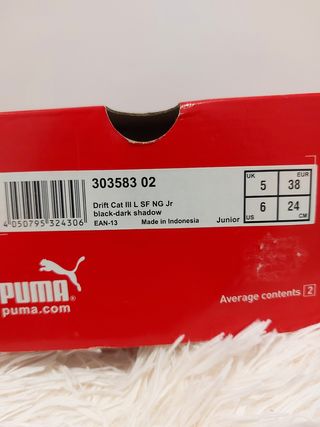 303583 02
Drift Cat III L SF NG Jr
black-dark shadow
4 050795 324306
EAN-13 Made in Indonesia Junior
UK 5 38 EUR
US 6 24 CM
PUMA
puma.com
Average contents 2